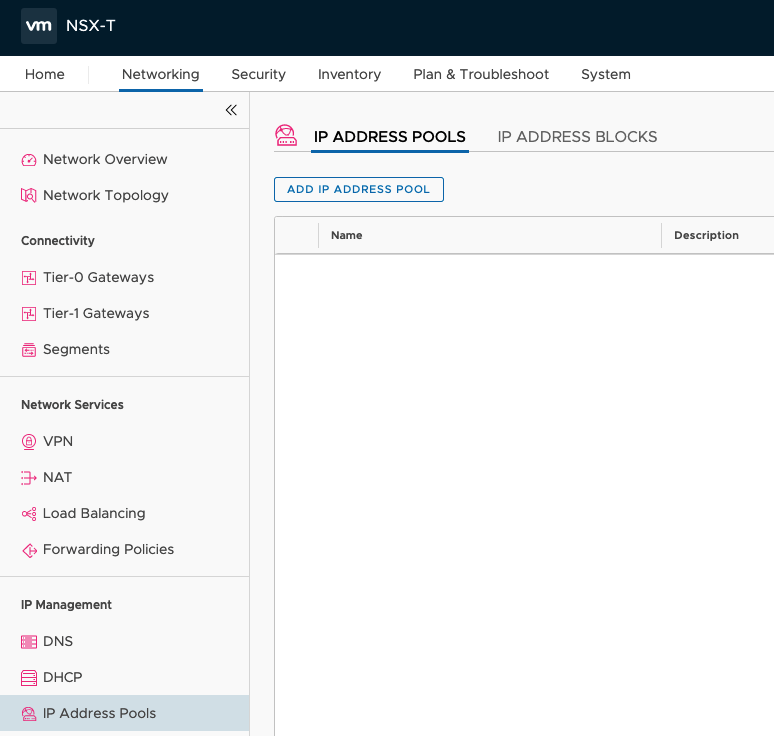 vm NSX-T
Home Networking Security Inventory Plan & Troubleshoot System
Network Overview
Network Topology
Connectivity
Tier-0 Gateways
Tier-1 Gateways
Segments
Network Services
VPN
NAT
Load Balancing
Forwarding Policies
IP Management
DNS
DHCP
IP Address Pools
IP ADDRESS POOLS IP ADDRESS BLOCKS
ADD IP ADDRESS POOL
Name Description